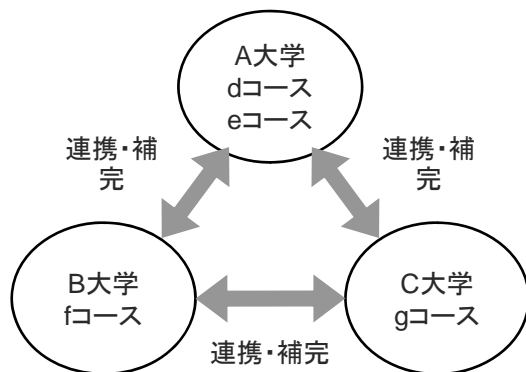 A大学
dコース
eコース
連携・補
完
連携・補
完
B大学
fコース
C大学
gコース
連携・補完